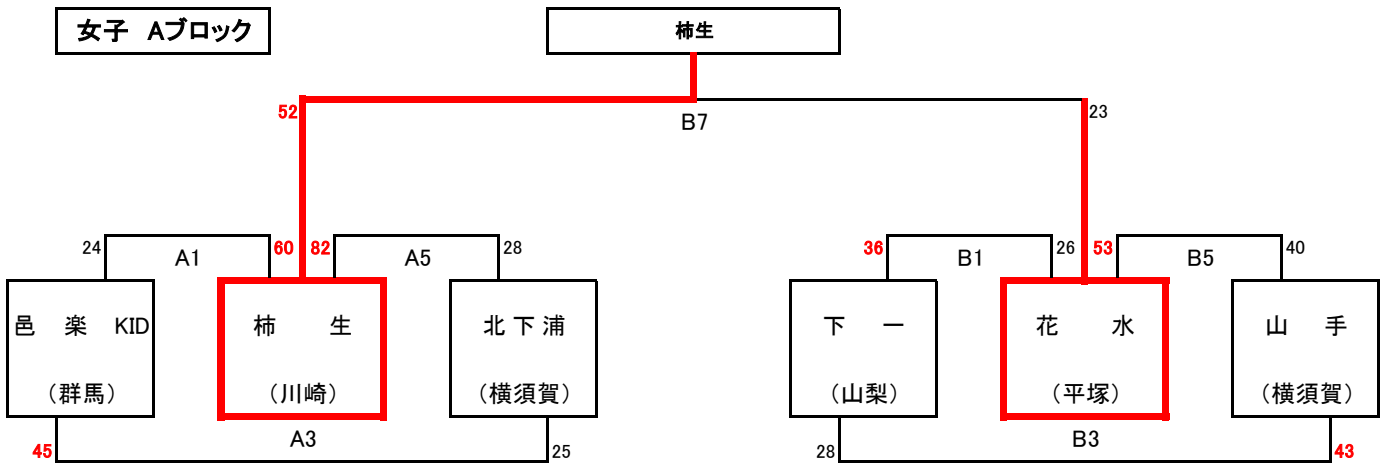 女子 Aブロック
柿生
52
B7
23
24
A1
60
82
A5
28
36
B1
26
53
B5
40
邑 楽 KID
(群馬)
柿 生
(川崎)
北下浦
(横須賀)
下 一
(山梨)
花 水
(平塚)
山 手
(横須賀)
45
A3
25
28
B3
43